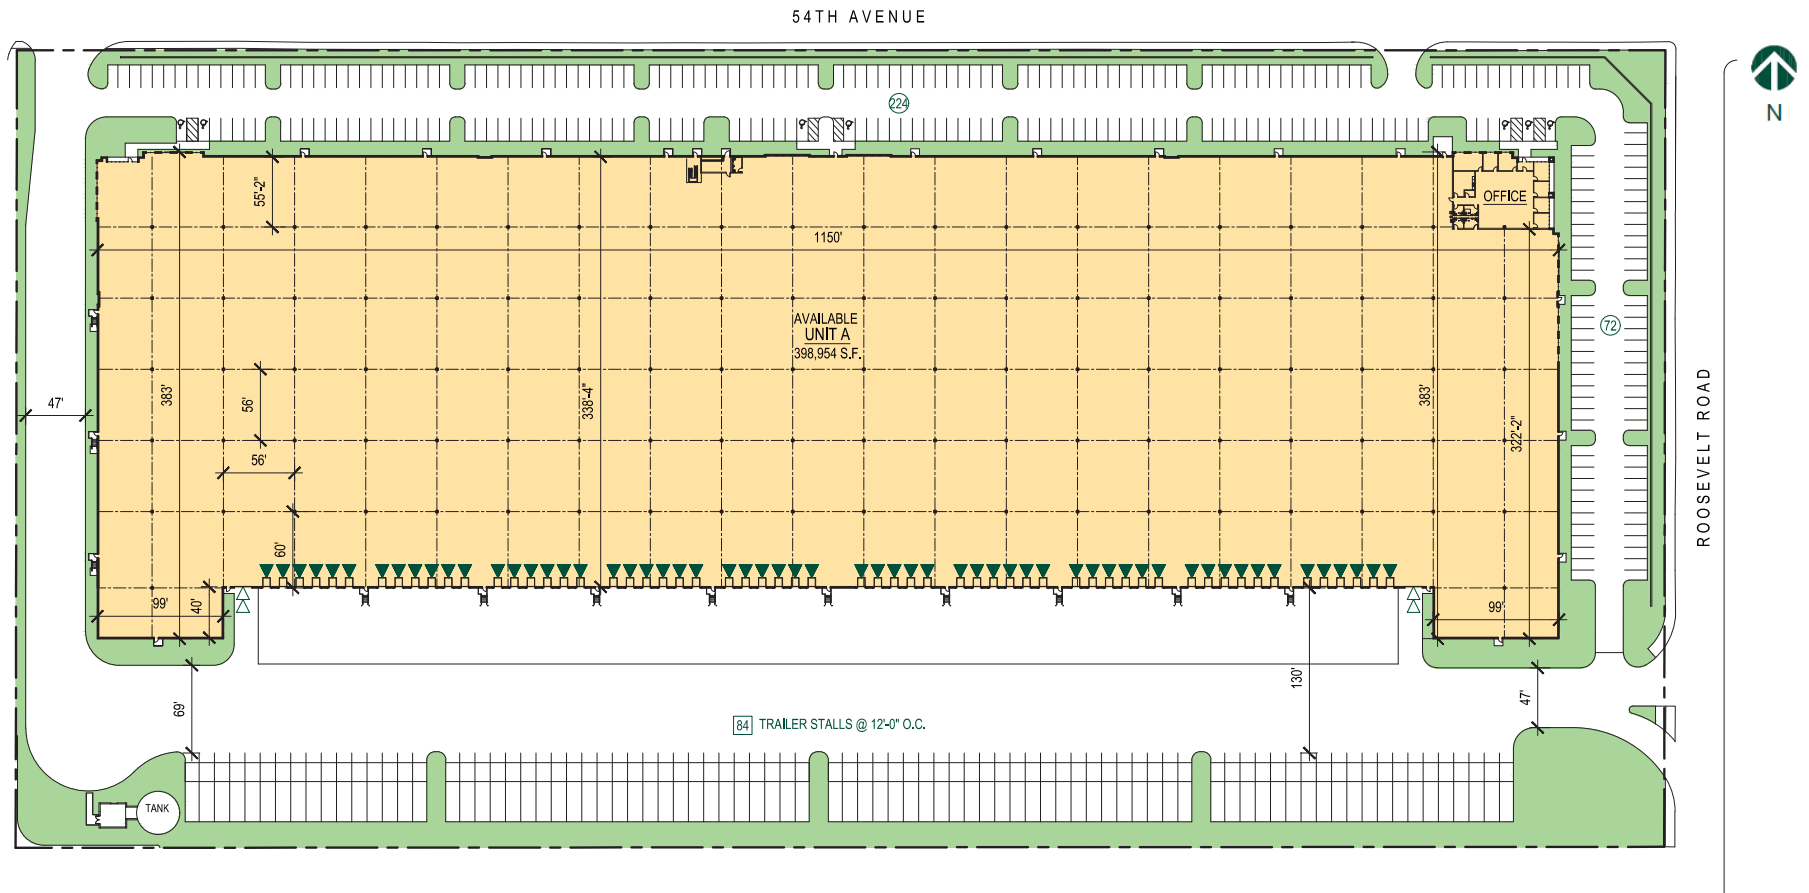 54TH AVENUE
N
224
55'-2"
OFFICE
1150'
AVAILABLE
UNIT A
398,954 S.F.
72
383'
56'
338'-4"
383'
322'-2"
47'
56'
60'
ROOSEVELT ROAD
99'
40'
99'
69'
130'
47'
84 TRAILER STALLS @ 12'-0" O.C.
TANK